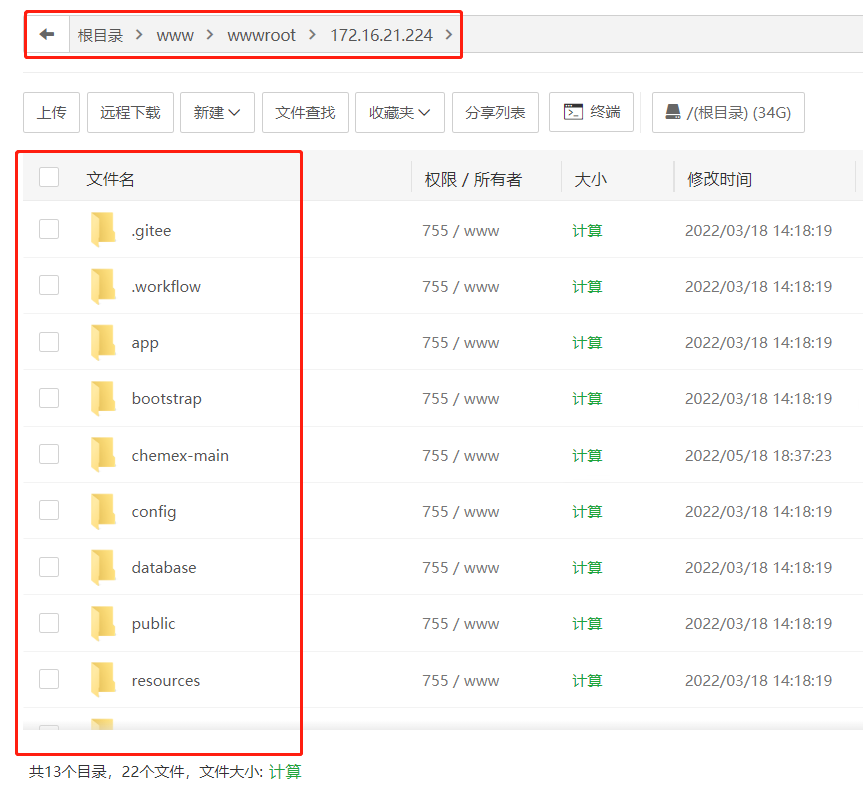 根目录 > www > wwwroot > 172.16.21.224 >
上传 远程下载 新建 文件查找 收藏夹 分享列表 终端 /(根目录) (34G)
文件名 权限 / 所有者 大小 修改时间
.gitee 755 / www 计算 2022/03/18 14:18:19
.workflow 755 / www 计算 2022/03/18 14:18:19
app 755 / www 计算 2022/03/18 14:18:19
bootstrap 755 / www 计算 2022/03/18 14:18:19
chemex-main 755 / www 计算 2022/05/18 18:37:23
config 755 / www 计算 2022/03/18 14:18:19
database 755 / www 计算 2022/03/18 14:18:19
public 755 / www 计算 2022/03/18 14:18:19
resources 755 / www 计算 2022/03/18 14:18:19
共13个目录，22个文件，文件大小: 计算